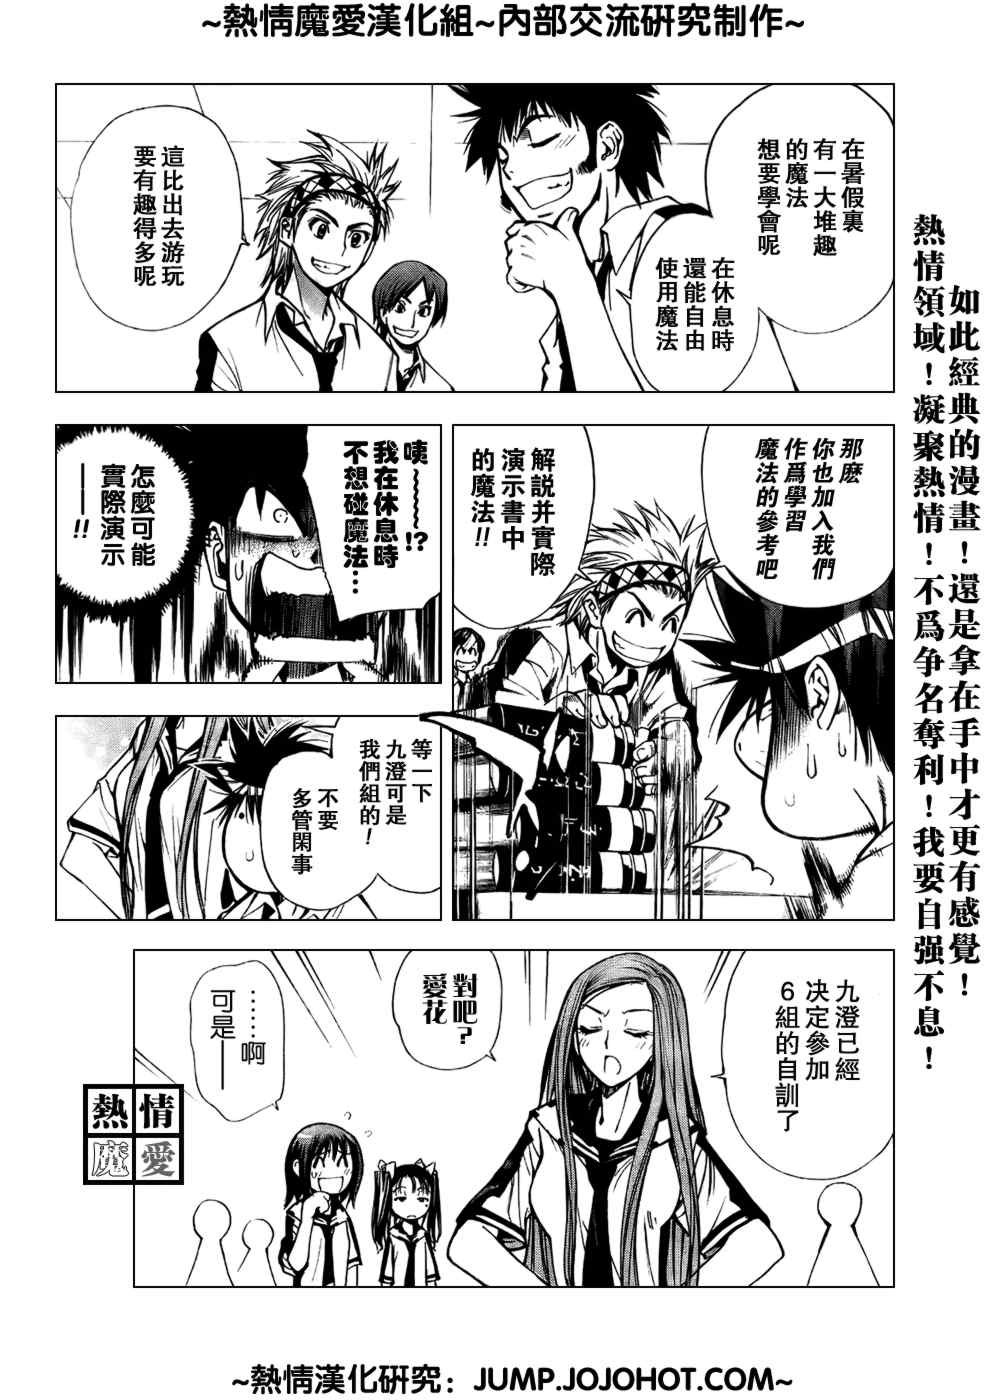 ~熱情魔愛漢化組~內部交流研究制作~
在暑假裏
有一大堆趣
的魔法
想要學會呢
在休息時
還能自由
使用魔法
這比出去游玩
要有趣得多呢
那麽
你也加入我們
作爲學習
魔法的參考吧
解説并實際
演示書中
的魔法!!
咦~~~~~!?
我在休息時
不想碰魔法…
怎麼可能
實際演示
——!!
等一下
九澄可是
我們組的!
不要
多管閑事
九澄已經
决定參加
6組的自訓了
對吧?
愛花
……啊
可是——
熱情
魔愛
如此經典的漫畫!還是拿在手中才更有感覺!
熱情領域!凝聚熱情!不爲争名奪利!我要自强不息!
~熱情漢化研究：JUMP.JOJOHOT.COM~